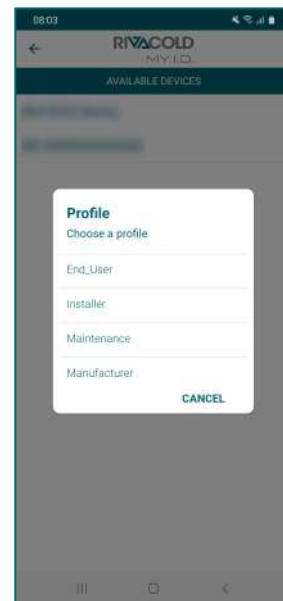 08:03
RIVACOLD
MY I.D.
AVAILABLE DEVICES
Profile
Choose a profile
End_User
Installer
Maintenance
Manufacturer
CANCEL